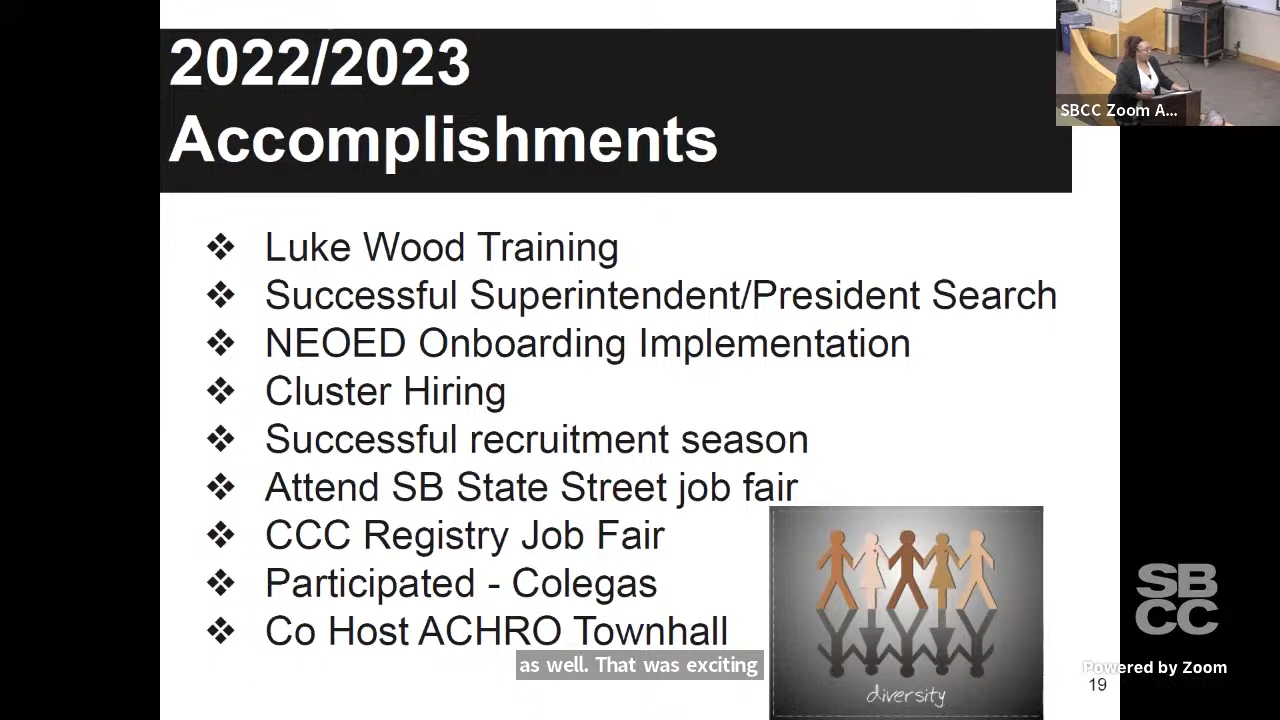 2022/2023
Accomplishments
SBCC Zoom A...
❖ Luke Wood Training
❖ Successful Superintendent/President Search
❖ NEOED Onboarding Implementation
❖ Cluster Hiring
❖ Successful recruitment season
❖ Attend SB State Street job fair
❖ CCC Registry Job Fair
❖ Participated - Colegas
❖ Co Host ACHRO Townhall
as well. That was exciting
diversity
SB
CC
Powered by Zoom
19